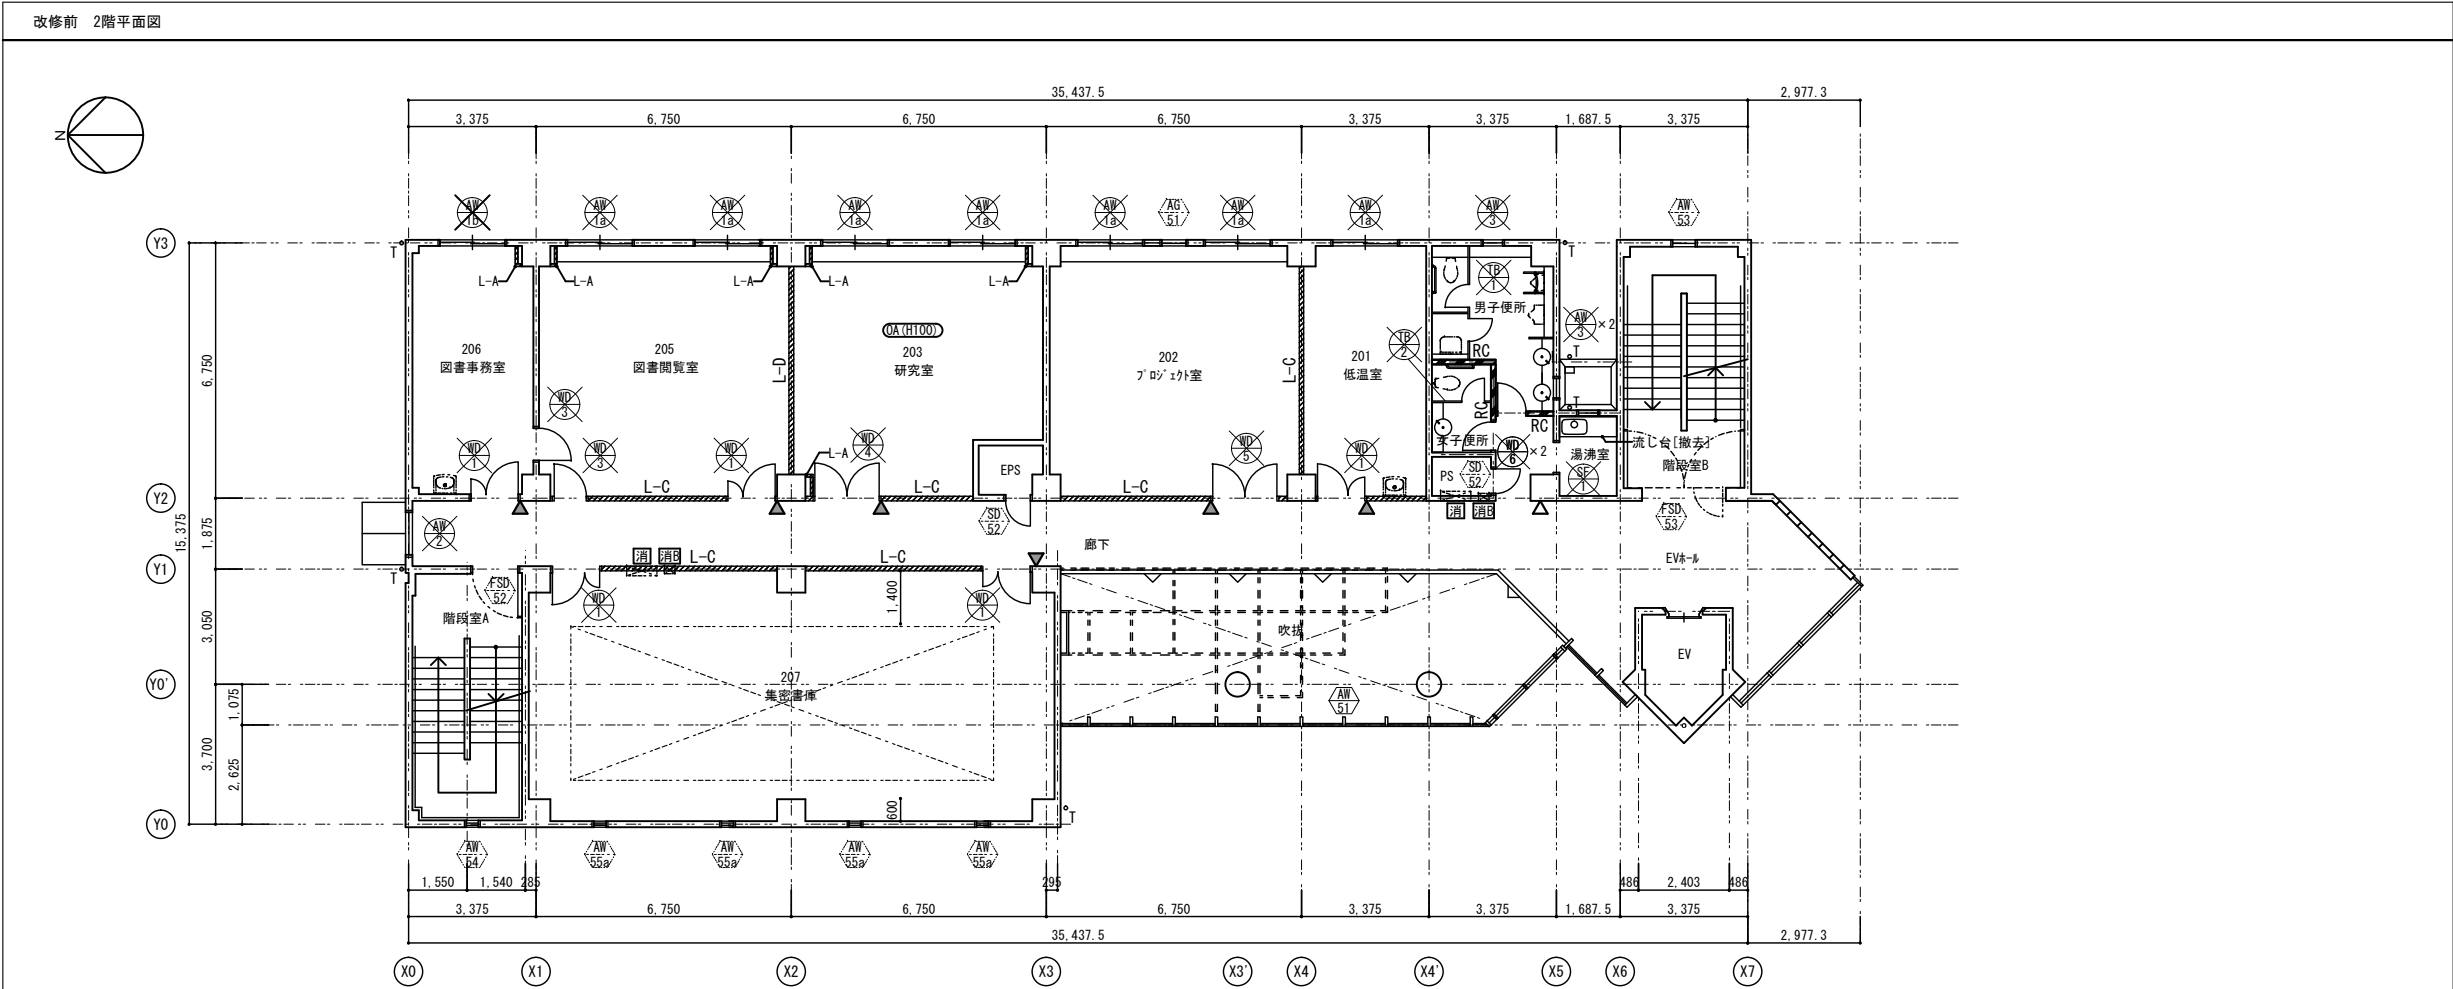 改修前　2階平面図
N
35,437.5
2,977.3
3,375
6,750
6,750
6,750
3,375
3,375
1,687.5
3,375
AW
1b
AW
1a
AW
1a
AW
1a
AW
1a
AW
1a
AG
51
AW
1a
AW
1a
AW
3
AW
53
Y3
T
T
L-A
L-A
L-A
L-A
L-A
TB
1
男子便所
OA(H100)
AW
3
×2
206
図書事務室
205
図書閲覧室
L-D
203
研究室
202
ﾌﾟﾛｼﾞｪｸﾄ室
L-C
201
低温室
TB
2
RC
T
6,750
WD
3
RC
T
RC
WD
1
WD
3
WD
1
WD
4
L-A
EPS
WD
5
WD
1
女子便所
WD
6
×2
流し台[撤去]
湯沸室
階段室B
PS
SD
52
SF
1
L-C
L-C
L-C
Y2
消
消B
15,375
1,875
AW
2
SD
52
廊下
FSD
53
EVﾎｰﾙ
消
消B
L-C
L-C
Y1
T
FSD
52
WD
1
1,400
WD
1
階段室A
3,050
吹抜
EV
207
集密書庫
Y0'
1,075
AW
51
3,700
2,625
600
Y0
T
AW
54
AW
55a
AW
55a
AW
55a
AW
55a
1,550
1,540
285
295
486
2,403
486
3,375
6,750
6,750
6,750
3,375
3,375
1,687.5
3,375
35,437.5
2,977.3
X0
X1
X2
X3
X3'
X4
X4'
X5
X6
X7